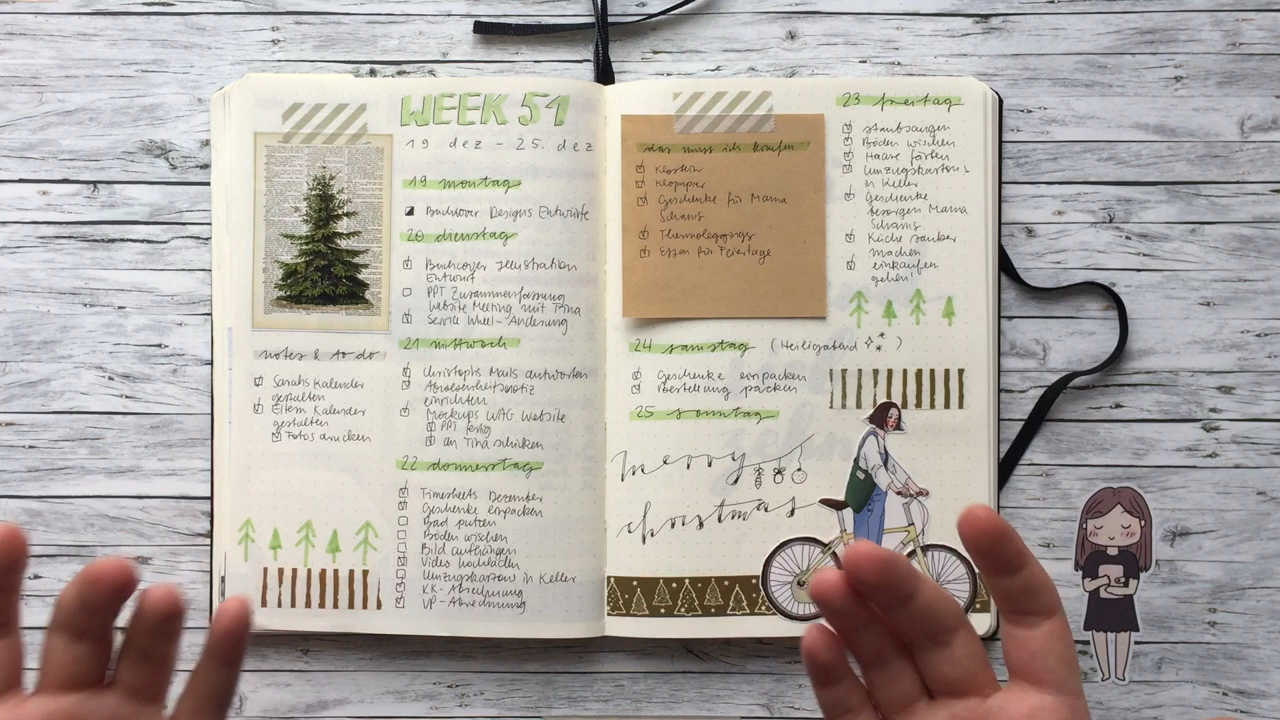 WEEK 51
19 dez - 25. dez
19 montag
Buchcover Designs Entwürfe
20 dienstag
Buchcover Illustration
Entwurf
PPT Zusammenfassung
Website Meeting mit Tina
Service Wheel-Änderung
21 mittwoch
Christophs Mails antworten
Abwesenheitsnotiz
einrichten
Mockups WAG Website
PPT fertig
an Tina schicken
22 donnerstag
Timesheets Dezember
Geschenke einpacken
Bad putzen
Böden wischen
Bild aufhängen
Video hochladen
Umzugskarton in Keller
KK-Abrechnung
VP-Abrechnung
notes & to do
Sarahs Kalender
gestalten
Eltern Kalender
gestalten
Fotos drucken
das muss ich kaufen
Klostein
Klopapier
Geschenke für Mama
Schams
Thermoleggings
Essen für Feiertage
23 freitag
staubsaugen
Böden wischen
Haare färben
Umzugskartons
in Keller
Geschenke
besorgen Mama
Schams
Küche sauber
machen
einkaufen
gehen!
24 samstag (Heiligabend)
Geschenke einpacken
Bestellung packen
25 sonntag
merry
christmas